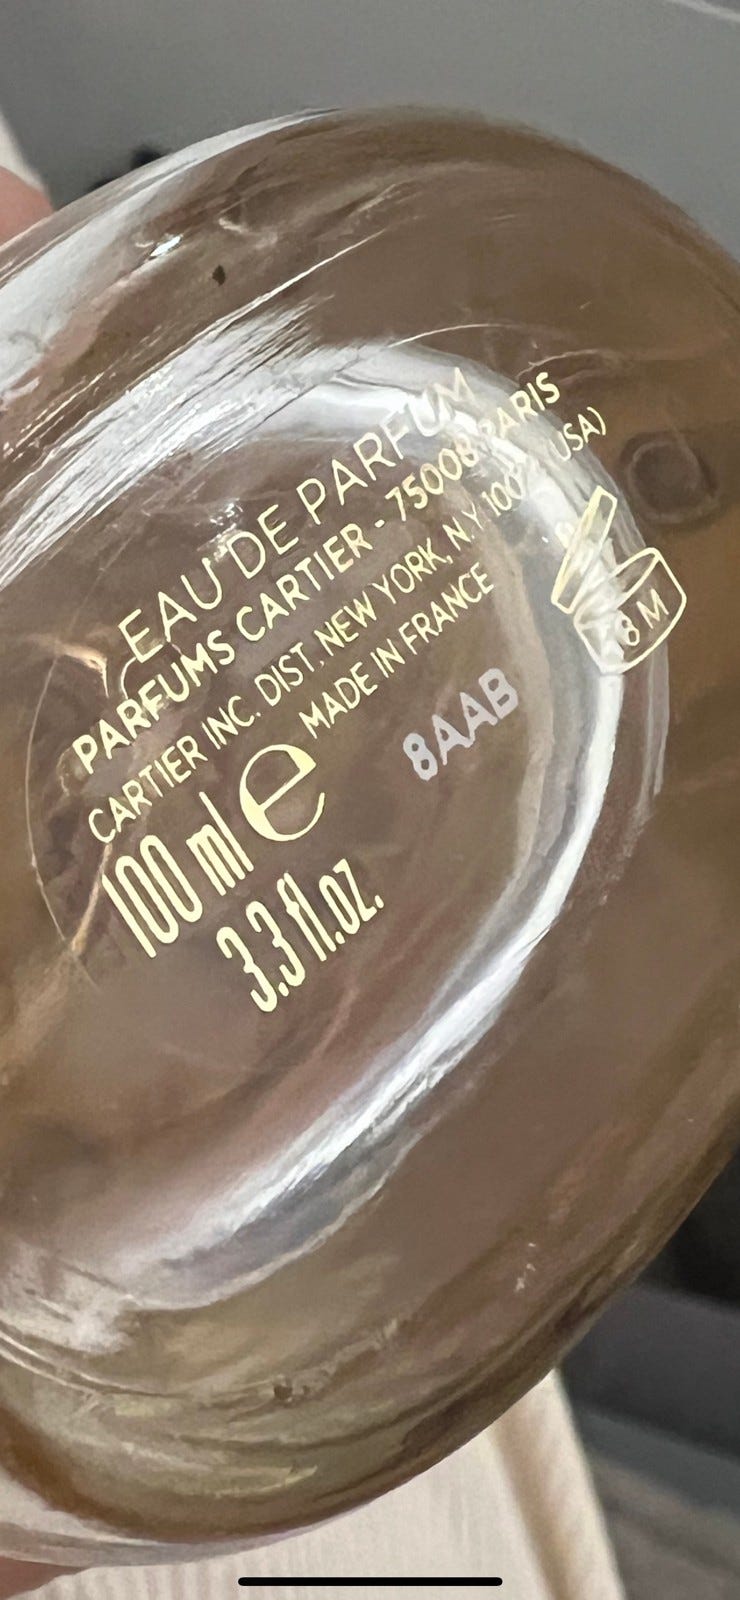 EAU DE PARFUM
PARFUMS CARTIER - 75008 PARIS
CARTIER INC. DIST. NEW YORK, N.Y. USA)
MADE IN FRANCE
8AAB
100 ml e
3.3 fl.oz.